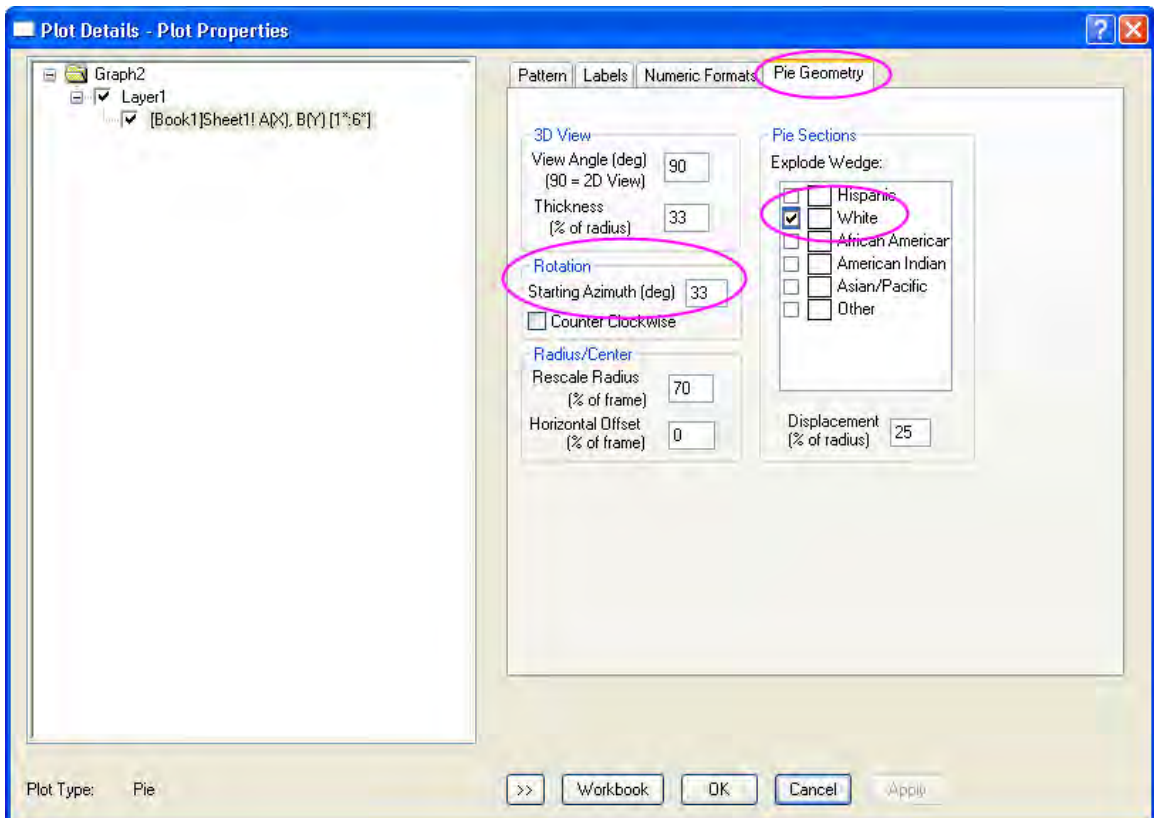 Plot Details - Plot Properties
Graph2
Layer1
[Book1]Sheet1! A(X), B(Y) [1*:6*]
Pattern
Labels
Numeric Formats
Pie Geometry
3D View
View Angle (deg)
(90 = 2D View)
90
Thickness
(% of radius)
33
Rotation
Starting Azimuth (deg) 33
Counter Clockwise
Radius/Center
Rescale Radius
(% of frame)
70
Horizontal Offset
(% of frame)
0
Pie Sections
Explode Wedge:
Hispanic
White
African American
American Indian
Asian/Pacific
Other
Displacement
(% of radius)
25
Plot Type: Pie
>>
Workbook
OK
Cancel
Apply